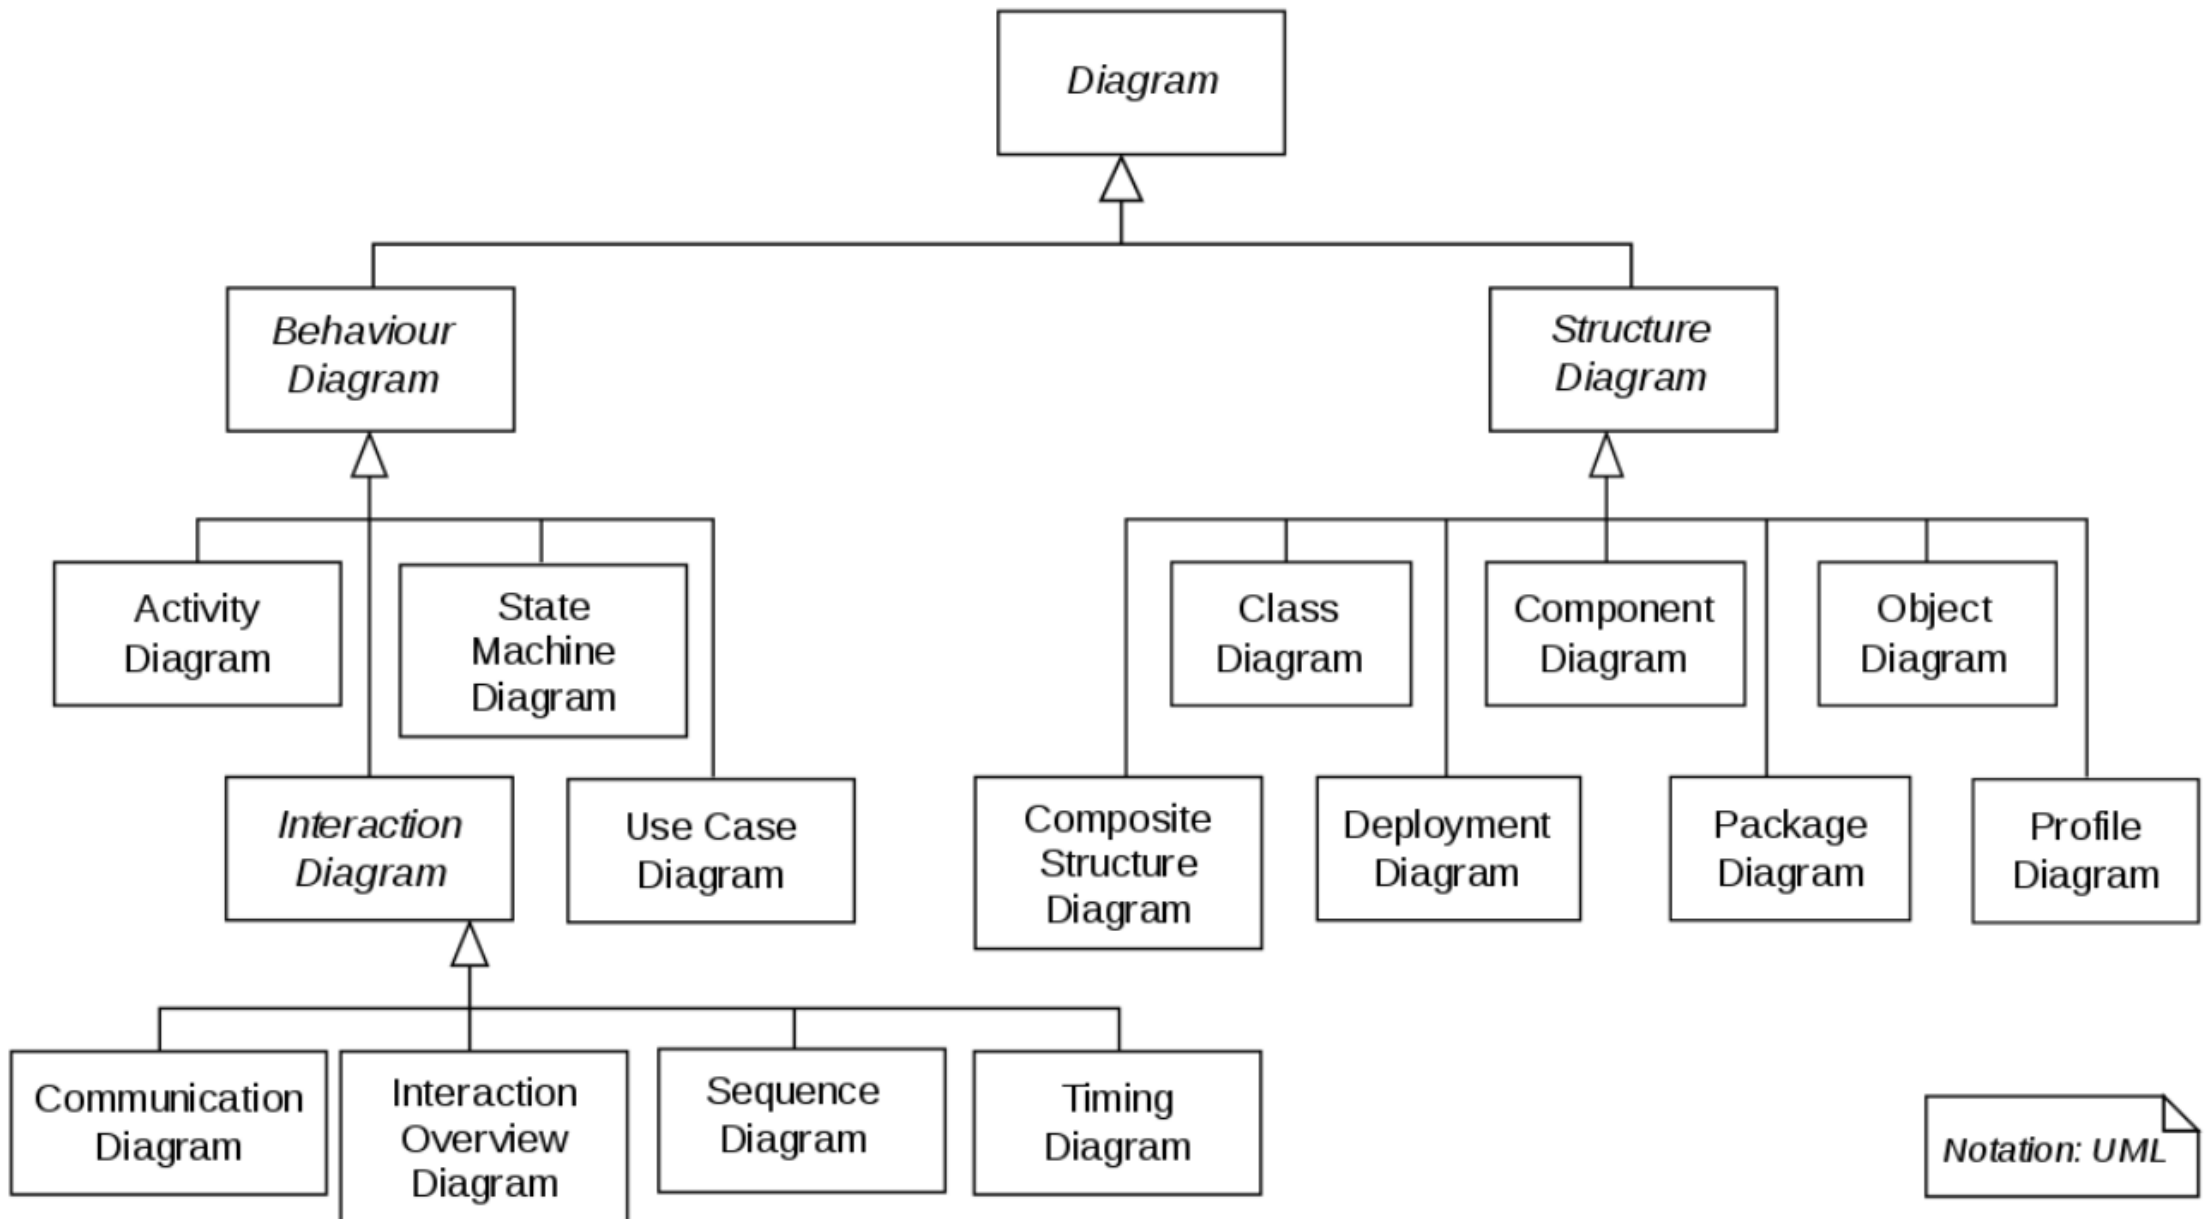 Diagram
Behaviour
Diagram
Structure
Diagram
Activity
Diagram
State
Machine
Diagram
Class
Diagram
Component
Diagram
Object
Diagram
Interaction
Diagram
Use Case
Diagram
Composite
Structure
Diagram
Deployment
Diagram
Package
Diagram
Profile
Diagram
Communication
Diagram
Interaction
Overview
Diagram
Sequence
Diagram
Timing
Diagram
Notation: UML